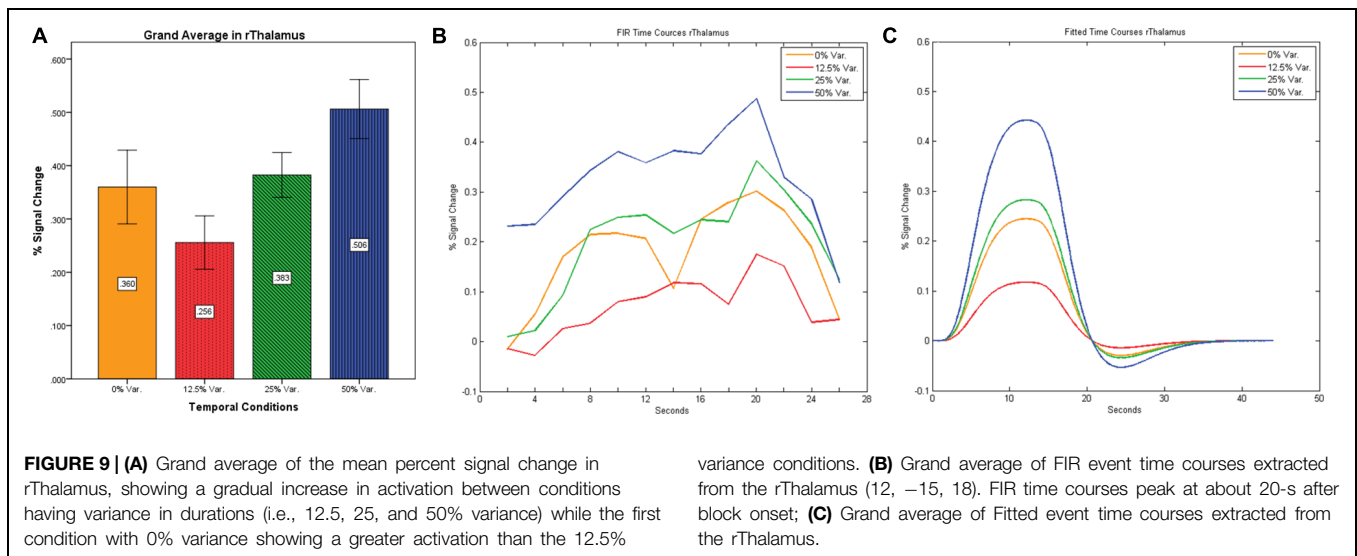 A
Grand Average in rThalamus
% Signal Change
.600
.500
.400
.300
.200
.100
.000
.360
.256
.383
.506
0% Var.
12.5% Var.
25% Var.
50% Var.
Temporal Conditions
B
FIR Time Courses rThalamus
0% Var.
12.5% Var.
25% Var.
50% Var.
% Signal Change
0.6
0.5
0.4
0.3
0.2
0.1
0
-0.1
0
4
8
12
16
20
24
28
Seconds
C
Fitted Time Courses rThalamus
0% Var.
12.5% Var.
25% Var.
50% Var.
% Signal Change
0.6
0.5
0.4
0.3
0.2
0.1
0
-0.1
0
10
20
30
40
50
Seconds
FIGURE 9 | (A) Grand average of the mean percent signal change in
rThalamus, showing a gradual increase in activation between conditions
having variance in durations (i.e., 12.5, 25, and 50% variance) while the first
condition with 0% variance showing a greater activation than the 12.5%
variance conditions. (B) Grand average of FIR event time courses extracted
from the rThalamus (12, −15, 18). FIR time courses peak at about 20-s after
block onset; (C) Grand average of Fitted event time courses extracted from
the rThalamus.